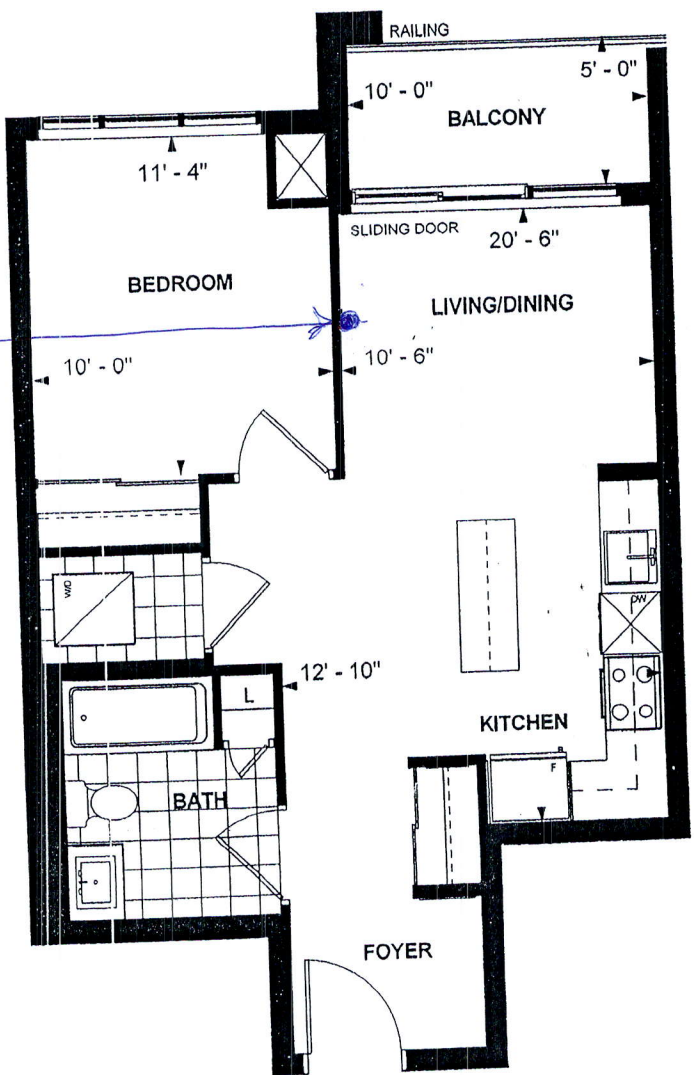 RAILING
5' - 0"
10' - 0"
BALCONY
11' - 4"
SLIDING DOOR
20' - 6"
BEDROOM
LIVING/DINING
10' - 0"
10' - 6"
W/D
DW
12' - 10"
L
KITCHEN
F
BATH
FOYER